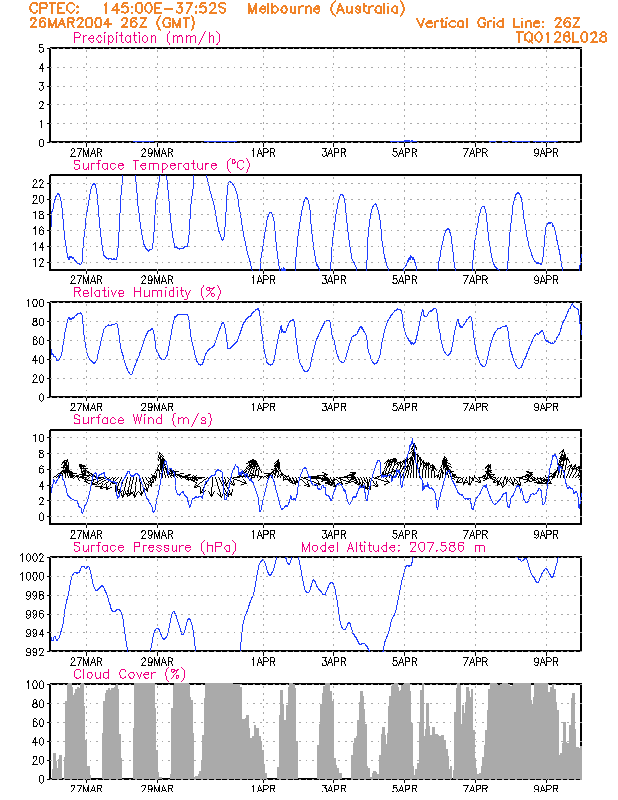 CPTEC: 145:00E-37:52S Melbourne (Australia)
26MAR2004 26Z (GMT) Vertical Grid Line: 26Z
Precipitation (mm/h) TQ0126L028
5
4
3
2
1
0
27MAR 29MAR 1APR 3APR 5APR 7APR 9APR
Surface Temperature (°C)
22
20
18
16
14
12
27MAR 29MAR 1APR 3APR 5APR 7APR 9APR
Relative Humidity (%)
100
80
60
40
20
0
27MAR 29MAR 1APR 3APR 5APR 7APR 9APR
Surface Wind (m/s)
10
8
6
4
2
0
27MAR 29MAR 1APR 3APR 5APR 7APR 9APR
Surface Pressure (hPa) Model Altitude: 207.586 m
1002
1000
998
996
994
992
27MAR 29MAR 1APR 3APR 5APR 7APR 9APR
Cloud Cover (%)
100
80
60
40
20
0
27MAR 29MAR 1APR 3APR 5APR 7APR 9APR